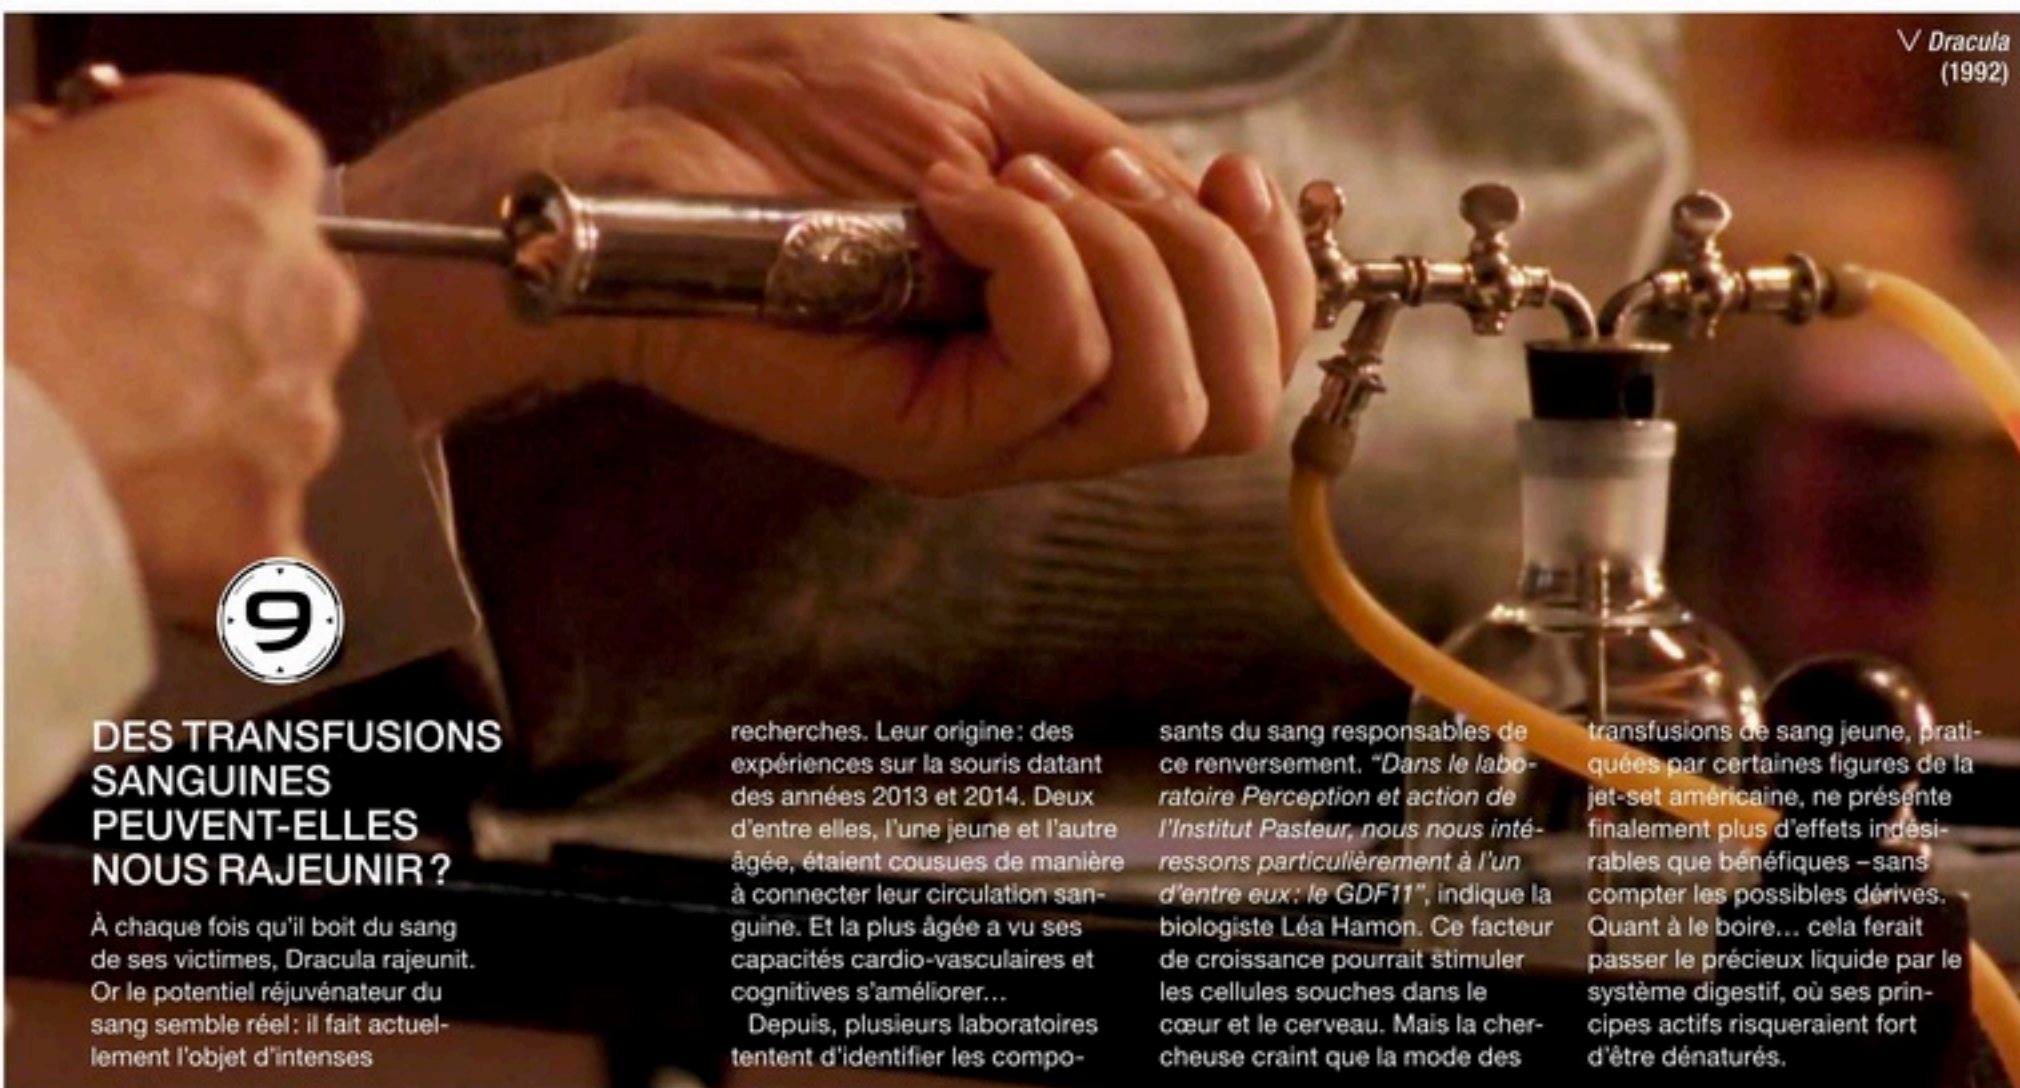 \/ Dracula
(1992)
9
DES TRANSFUSIONS
SANGUINES
PEUVENT-ELLES
NOUS RAJEUNIR ?
À chaque fois qu'il boit du sang
de ses victimes, Dracula rajeunit.
Or le potentiel réjuvénateur du
sang semble réel : il fait actuel-
lement l'objet d'intenses
recherches. Leur origine : des
expériences sur la souris datant
des années 2013 et 2014. Deux
d'entre elles, l'une jeune et l'autre
âgée, étaient cousues de manière
à connecter leur circulation san-
guine. Et la plus âgée a vu ses
capacités cardio-vasculaires et
cognitives s'améliorer…
Depuis, plusieurs laboratoires
tentent d'identifier les compo-
sants du sang responsables de
ce renversement. "Dans le labo-
ratoire Perception et action de
l'Institut Pasteur, nous nous inté-
ressons particulièrement à l'un
d'entre eux : le GDF11", indique la
biologiste Léa Hamon. Ce facteur
de croissance pourrait stimuler
les cellules souches dans le
cœur et le cerveau. Mais la cher-
cheuse craint que la mode des
transfusions de sang jeune, prati-
quées par certaines figures de la
jet-set américaine, ne présente
finalement plus d'effets indési-
rables que bénéfiques – sans
compter les possibles dérives.
Quant à le boire… cela ferait
passer le précieux liquide par le
système digestif, où ses prin-
cipes actifs risqueraient fort
d'être dénaturés.